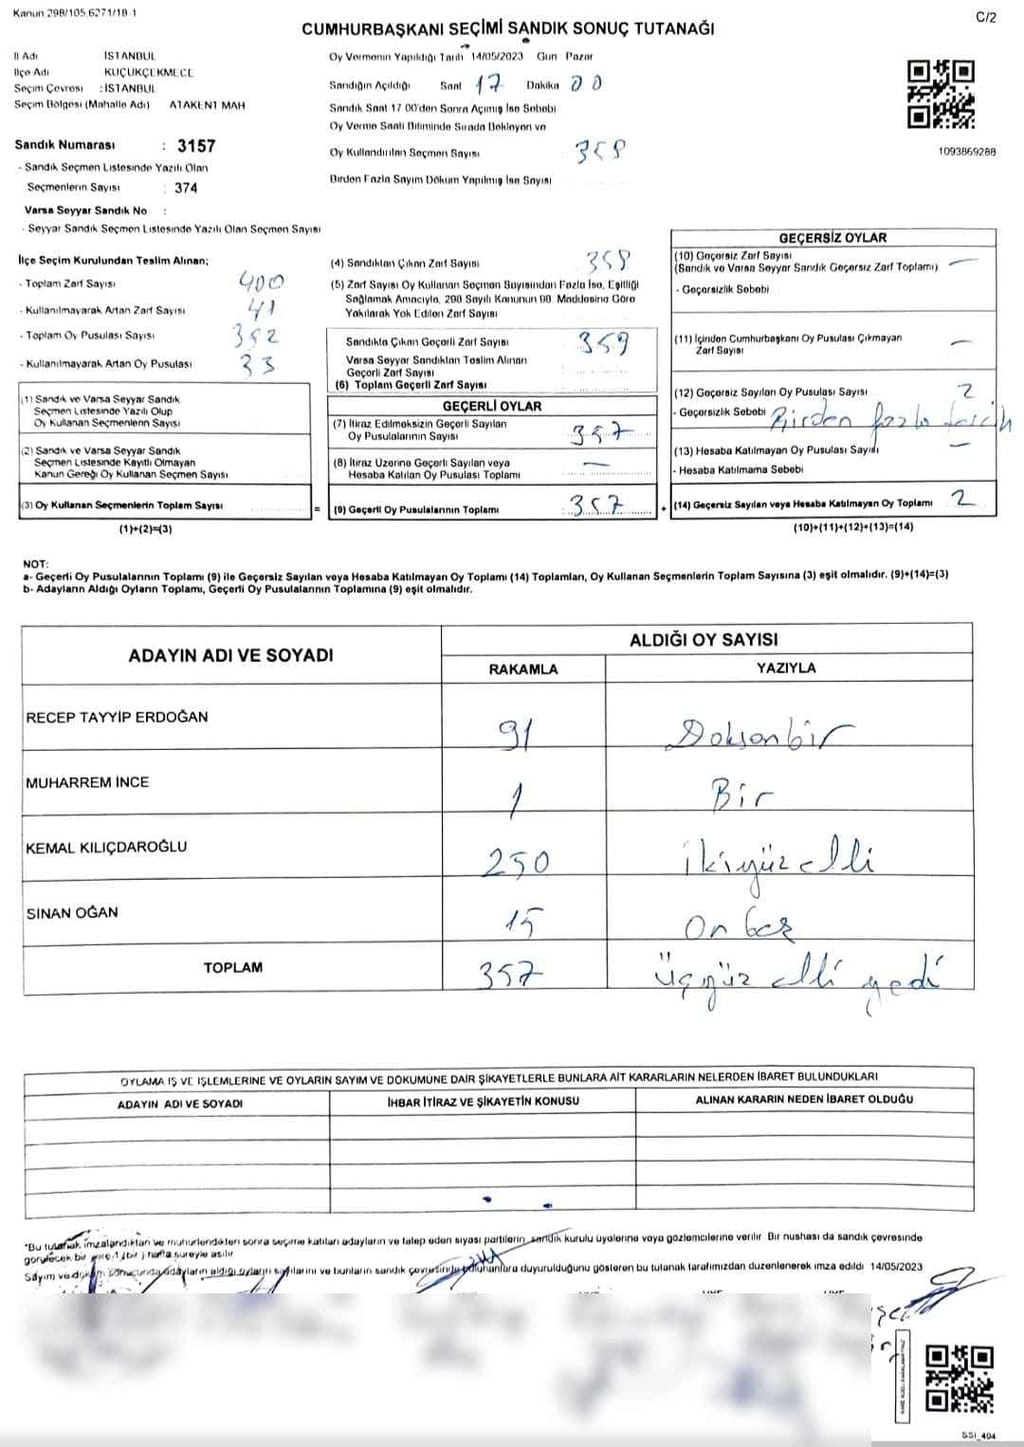 Kanun 298/105 6271/18-1
C/2
CUMHURBAŞKANI SEÇİMİ SANDIK SONUÇ TUTANAĞI
İl Adı İSTANBUL
İlçe Adı KÜÇÜKÇEKMECE
Seçim Çevresi : İSTANBUL
Seçim Bölgesi (Mahalle Adı) ATAKENT MAH
Sandık Numarası : 3157
- Sandık Seçmen Listesinde Yazılı Olan
Seçmenlerin Sayısı : 374
Varsa Seyyar Sandık No :
- Seyyar Sandık Seçmen Listesinde Yazılı Olan Seçmen Sayısı
Oy Vermenin Yapıldığı Tarih 14/05/2023 Gün Pazar
Sandığın Açıldığı Saat 17 Dakika 00
Sandık Saat 17 00'den Sonra Açılmış İse Sebebi
Oy Verme Saati Bitiminde Sırada Bekleyen ve
Oy Kullandırılan Seçmen Sayısı 359
Birden Fazla Sayım Döküm Yapılmış İse Sayısı
1093869288
İlçe Seçim Kurulundan Teslim Alınan;
- Toplam Zarf Sayısı 400
- Kullanılmayarak Artan Zarf Sayısı 41
- Toplam Oy Pusulası Sayısı 392
- Kullanılmayarak Artan Oy Pusulası 33
(1) Sandık ve Varsa Seyyar Sandık
Seçmen Listesinde Yazılı Olup
Oy Kullanan Seçmenlerin Sayısı
(2) Sandık ve Varsa Seyyar Sandık
Seçmen Listesinde Kayıtlı Olmayan
Kanun Gereği Oy Kullanan Seçmen Sayısı
(3) Oy Kullanan Seçmenlerin Toplam Sayısı =
(1)+(2)=(3)
(4) Sandıktan Çıkan Zarf Sayısı 359
(5) Zarf Sayısı Oy Kullanan Seçmen Sayısından Fazla İse, Eşitliği
Sağlamak Amacıyla, 298 Sayılı Kanunun 98. Maddesine Göre
Yakılarak Yok Edilen Zarf Sayısı
Sandıkta Çıkan Geçerli Zarf Sayısı 359
Varsa Seyyar Sandıktan Teslim Alınan
Geçerli Zarf Sayısı
(6) Toplam Geçerli Zarf Sayısı
GEÇERLİ OYLAR
(7) İtiraz Edilmeksizin Geçerli Sayılan
Oy Pusulalarının Sayısı 357
(8) İtiraz Üzerine Geçerli Sayılan veya
Hesaba Katılan Oy Pusulası Toplamı —
(9) Geçerli Oy Pusulalarının Toplamı 357 +
GEÇERSİZ OYLAR
(10) Geçersiz Zarf Sayısı —
(Sandık ve Varsa Seyyar Sandık Geçersiz Zarf Toplamı)
- Geçersizlik Sebebi
(11) İçinden Cumhurbaşkanı Oy Pusulası Çıkmayan
Zarf Sayısı —
(12) Geçersiz Sayılan Oy Pusulası Sayısı 2
- Geçersizlik Sebebi Birden fazla tercih
(13) Hesaba Katılmayan Oy Pusulası Sayısı —
- Hesaba Katılmama Sebebi
(14) Geçersiz Sayılan veya Hesaba Katılmayan Oy Toplamı 2
(10)+(11)+(12)+(13)=(14)
NOT:
a- Geçerli Oy Pusulalarının Toplamı (9) ile Geçersiz Sayılan veya Hesaba Katılmayan Oy Toplamı (14) Toplamları, Oy Kullanan Seçmenlerin Toplam Sayısına (3) eşit olmalıdır. (9)+(14)=(3)
b- Adayların Aldığı Oyların Toplamı, Geçerli Oy Pusulalarının Toplamına (9) eşit olmalıdır.
ADAYIN ADI VE SOYADI ALDIĞI OY SAYISI
RAKAMLA YAZIYLA
RECEP TAYYİP ERDOĞAN 91 Doksanbir
MUHARREM İNCE 1 Bir
KEMAL KILIÇDAROĞLU 250 ikiyüz elli
SİNAN OĞAN 15 On beş
TOPLAM 357 Üçyüz elli yedi
OYLAMA İŞ VE İŞLEMLERİNE VE OYLARIN SAYIM VE DÖKÜMÜNE DAİR ŞİKAYETLERLE BUNLARA AİT KARARLARIN NELERDEN İBARET BULUNDUKLARI
ADAYIN ADI VE SOYADI İHBAR İTİRAZ VE ŞİKAYETİN KONUSU ALINAN KARARIN NEDEN İBARET OLDUĞU
*Bu tutanak imzalandıktan ve mühürlendikten sonra seçime katılan adayların ve talep eden siyasi partilerin, sandık kurulu üyelerine veya gözlemcilerine verilir Bir nüshası da sandık çevresinde
görülecek bir yere 1 (bir) hafta süreyle asılır
Sayım ve döküm sonucunda adayların aldığı oyların sayılarını ve bunların sandık çevresinde bulunanlara duyurulduğunu gösteren bu tutanak tarafımızdan düzenlenerek imza edildi 14/05/2023
SSI_404